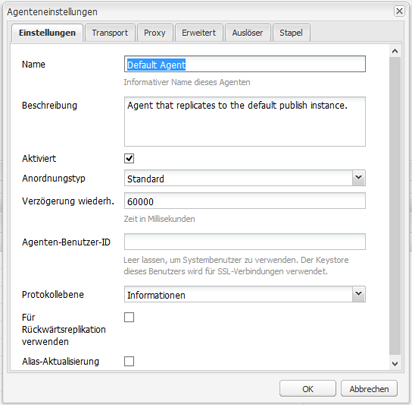 Agenteneinstellungen
Einstellungen Transport Proxy Erweitert Auslöser Stapel
Name Default Agent
Informativer Name dieses Agenten
Beschreibung Agent that replicates to the default publish instance.
Aktiviert
Anordnungstyp Standard
Verzögerung wiederh. 60000
Zeit in Millisekunden
Agenten-Benutzer-ID
Leer lassen, um Systembenutzer zu verwenden. Der Keystore
dieses Benutzers wird für SSL-Verbindungen verwendet.
Protokollebene Informationen
Für
Rückwärtsreplikation
verwenden
Alias-Aktualisierung
OK Abbrechen